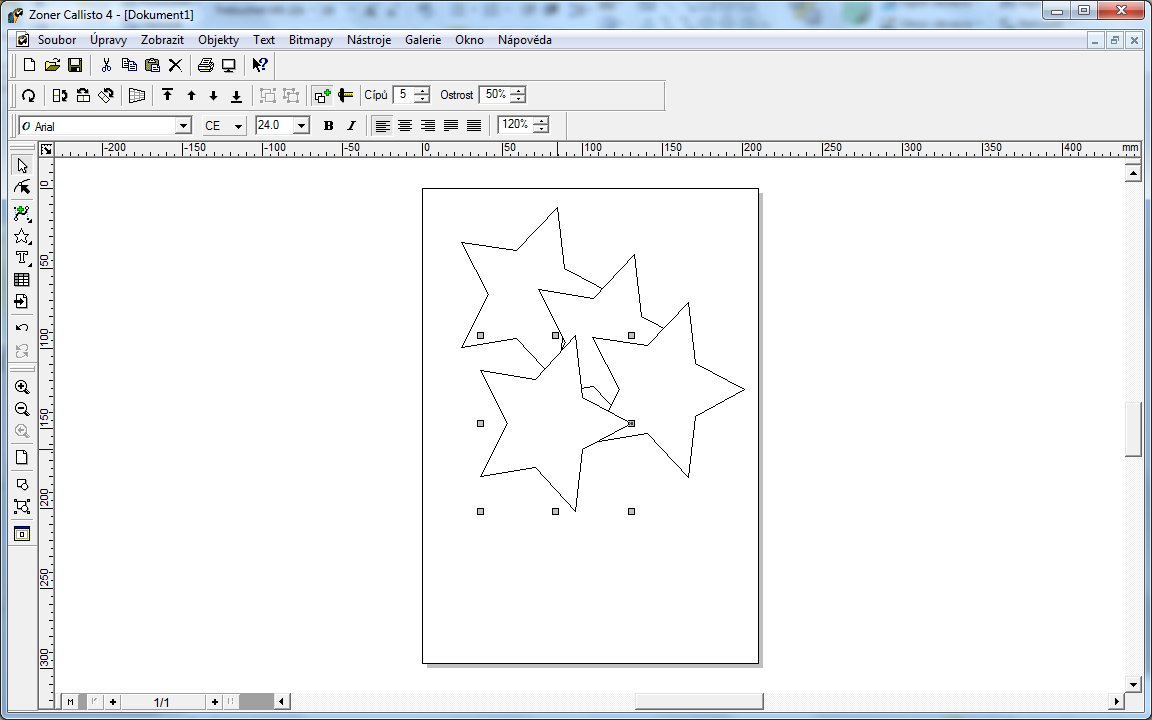 Zoner Callisto 4 - [Dokument1]
Soubor Úpravy Zobrazit Objekty Text Bitmapy Nástroje Galerie Okno Nápověda
Cípů 5 Ostrost 50%
O Arial CE 24.0 B I 120%
-200 -150 -100 -50 0 50 100 150 200 250 300 350 400 mm
0
50
100
150
200
250
300
M 1/1